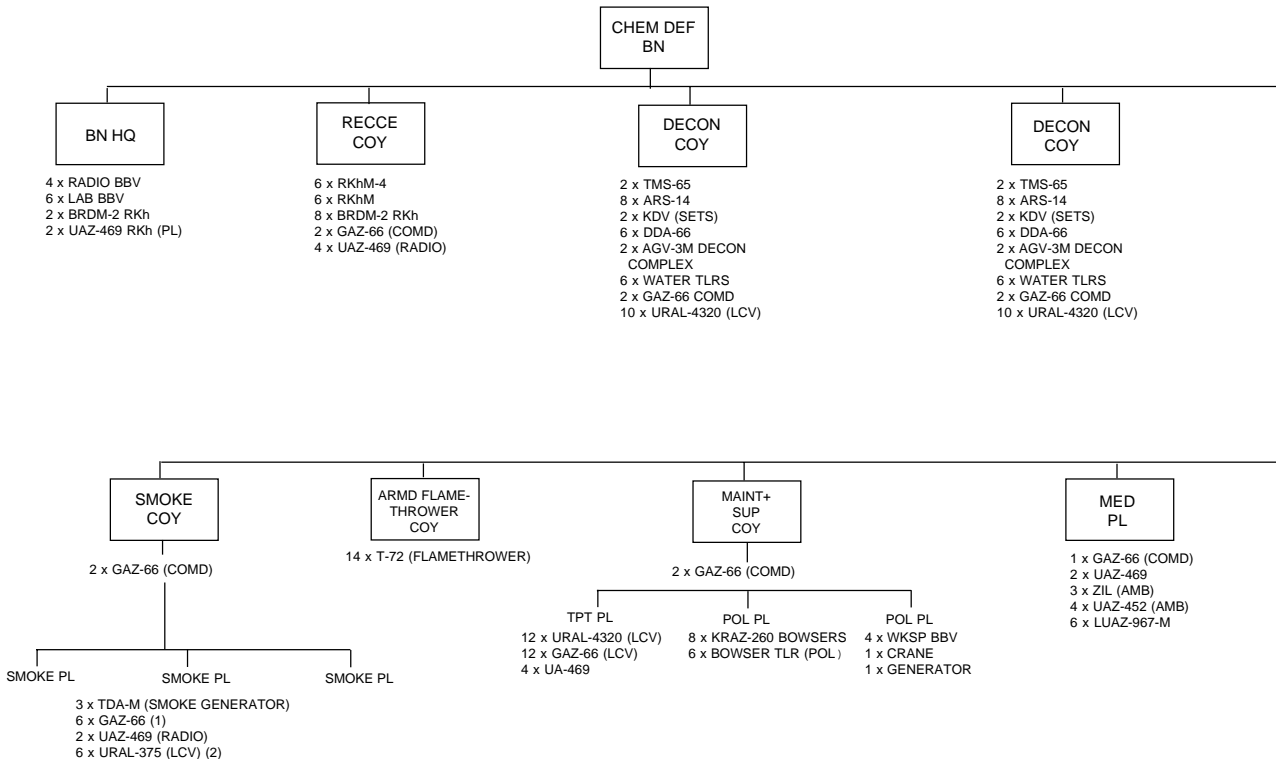 CHEM DEF
BN
BN HQ
4 x RADIO BBV
6 x LAB BBV
2 x BRDM-2 RKh
2 x UAZ-469 RKh (PL)
RECCE
COY
6 x RKhM-4
6 x RKhM
8 x BRDM-2 RKh
2 x GAZ-66 (COMD)
4 x UAZ-469 (RADIO)
DECON
COY
2 x TMS-65
8 x ARS-14
2 x KDV (SETS)
6 x DDA-66
2 x AGV-3M DECON
COMPLEX
6 x WATER TLRS
2 x GAZ-66 COMD
10 x URAL-4320 (LCV)
DECON
COY
2 x TMS-65
8 x ARS-14
2 x KDV (SETS)
6 x DDA-66
2 x AGV-3M DECON
COMPLEX
6 x WATER TLRS
2 x GAZ-66 COMD
10 x URAL-4320 (LCV)
SMOKE
COY
2 x GAZ-66 (COMD)
SMOKE PL
SMOKE PL
SMOKE PL
3 x TDA-M (SMOKE GENERATOR)
6 x GAZ-66 (1)
2 x UAZ-469 (RADIO)
6 x URAL-375 (LCV) (2)
ARMD FLAME-
THROWER
COY
14 x T-72 (FLAMETHROWER)
MAINT+
SUP
COY
2 x GAZ-66 (COMD)
TPT PL
12 x URAL-4320 (LCV)
12 x GAZ-66 (LCV)
4 x UA-469
POL PL
8 x KRAZ-260 BOWSERS
6 x BOWSER TLR (POL)
POL PL
4 x WKSP BBV
1 x CRANE
1 x GENERATOR
MED
PL
1 x GAZ-66 (COMD)
2 x UAZ-469
3 x ZIL (AMB)
4 x UAZ-452 (AMB)
6 x LUAZ-967-M